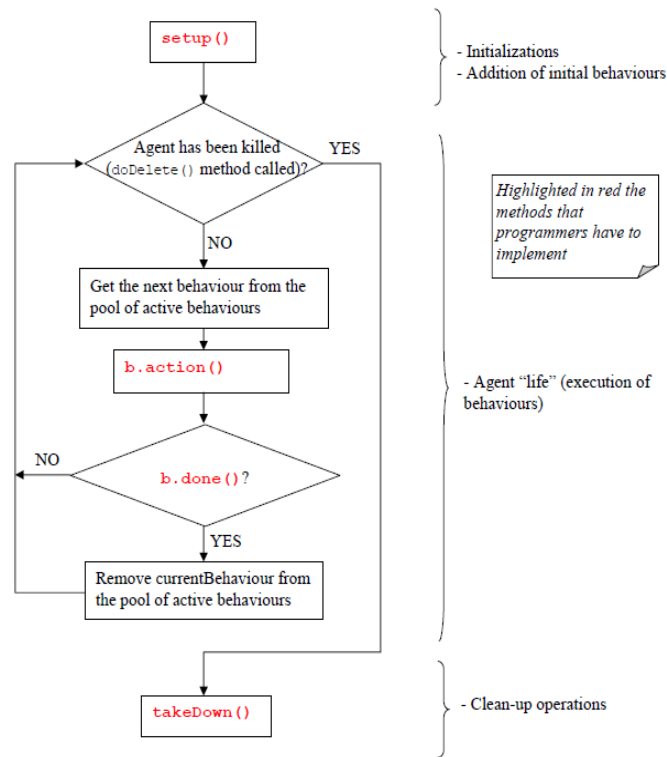 setup()
- Initializations
- Addition of initial behaviours
Agent has been killed
(doDelete() method called)?
YES
Highlighted in red the
methods that
programmers have to
implement
NO
Get the next behaviour from the
pool of active behaviours
b.action()
- Agent “life” (execution of
behaviours)
NO
b.done()?
YES
Remove currentBehaviour from
the pool of active behaviours
takeDown()
- Clean-up operations